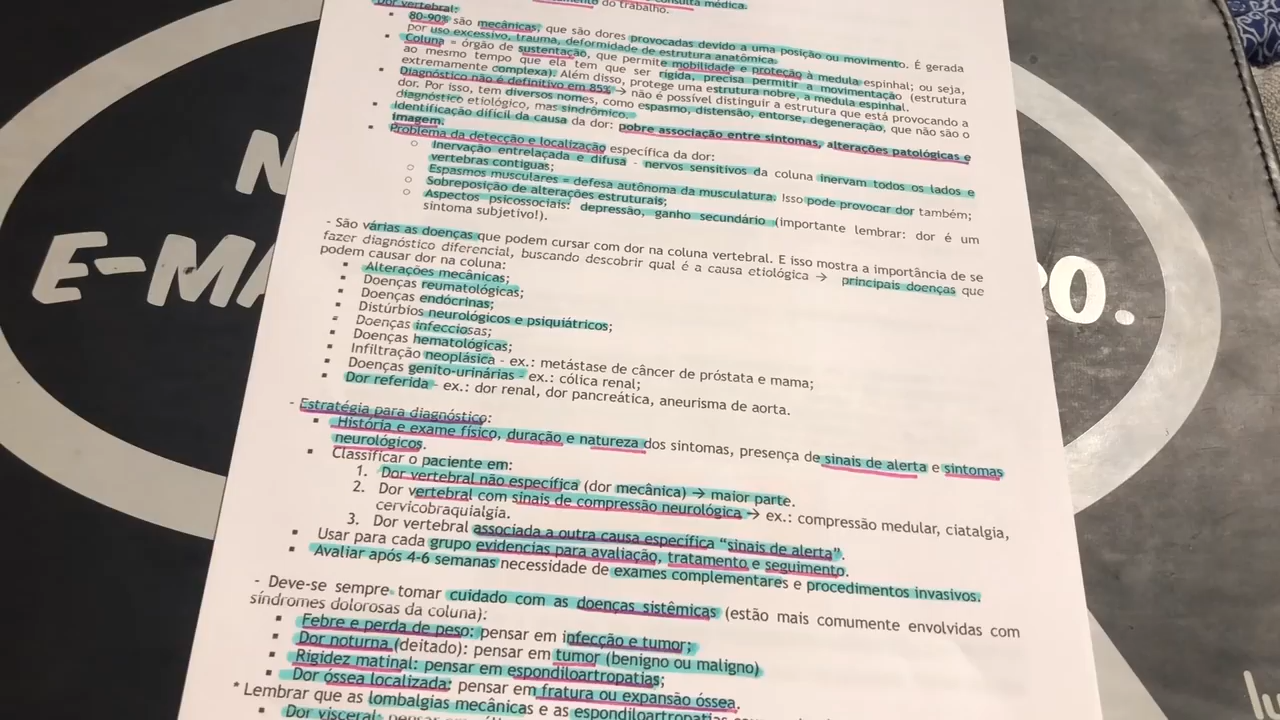 do trabalho.
consulta médica.
Dor vertebral:
▪ 80-90% são mecânicas, que são dores provocadas devido a uma posição ou movimento. É gerada
por uso excessivo, trauma, deformidade de estrutura anatômica.
▪ Coluna = órgão de sustentação, que permite mobilidade e proteção à medula espinhal; ou seja,
ao mesmo tempo que ela tem que ser rígida, precisa permitir a movimentação (estrutura
extremamente complexa). Além disso, protege uma estrutura nobre, a medula espinhal.
▪ Diagnóstico não é definitivo em 85% → não é possível distinguir a estrutura que está provocando a
dor. Por isso, tem diversos nomes, como espasmo, distensão, entorse, degeneração, que não são o
diagnóstico etiológico, mas sindrômico.
▪ Identificação difícil da causa da dor: pobre associação entre sintomas, alterações patológicas e
imagem.
▪ Problema da detecção e localização específica da dor:
○ Inervação entrelaçada e difusa - nervos sensitivos da coluna inervam todos os lados e
vértebras contiguas;
○ Espasmos musculares = defesa autônoma da musculatura. Isso pode provocar dor também;
○ Sobreposição de alterações estruturais;
○ Aspectos psicossociais: depressão, ganho secundário (importante lembrar: dor é um
sintoma subjetivo!).
- São várias as doenças que podem cursar com dor na coluna vertebral. E isso mostra a importância de se
fazer diagnóstico diferencial, buscando descobrir qual é a causa etiológica → principais doenças que
podem causar dor na coluna:
▪ Alterações mecânicas;
▪ Doenças reumatológicas;
▪ Doenças endócrinas;
▪ Distúrbios neurológicos e psiquiátricos;
▪ Doenças infecciosas;
▪ Doenças hematológicas;
▪ Infiltração neoplásica - ex.: metástase de câncer de próstata e mama;
▪ Doenças genito-urinárias - ex.: cólica renal;
▪ Dor referida - ex.: dor renal, dor pancreática, aneurisma de aorta.
- Estratégia para diagnóstico:
▪ História e exame físico, duração e natureza dos sintomas, presença de sinais de alerta e sintomas
neurológicos.
▪ Classificar o paciente em:
1. Dor vertebral não específica (dor mecânica) → maior parte.
2. Dor vertebral com sinais de compressão neurológica → ex.: compressão medular, ciatalgia,
cervicobraquialgia.
3. Dor vertebral associada a outra causa específica "sinais de alerta".
▪ Usar para cada grupo evidencias para avaliação, tratamento e seguimento.
▪ Avaliar após 4-6 semanas necessidade de exames complementares e procedimentos invasivos.
- Deve-se sempre tomar cuidado com as doenças sistêmicas (estão mais comumente envolvidas com
síndromes dolorosas da coluna):
▪ Febre e perda de peso: pensar em infecção e tumor;
▪ Dor noturna (deitado): pensar em tumor (benigno ou maligno)
▪ Rigidez matinal: pensar em espondiloartropatias;
▪ Dor óssea localizada: pensar em fratura ou expansão óssea.
* Lembrar que as lombalgias mecânicas e as espondiloartropatias
▪ Dor visceral: pensar em
N
E-MA
RO.